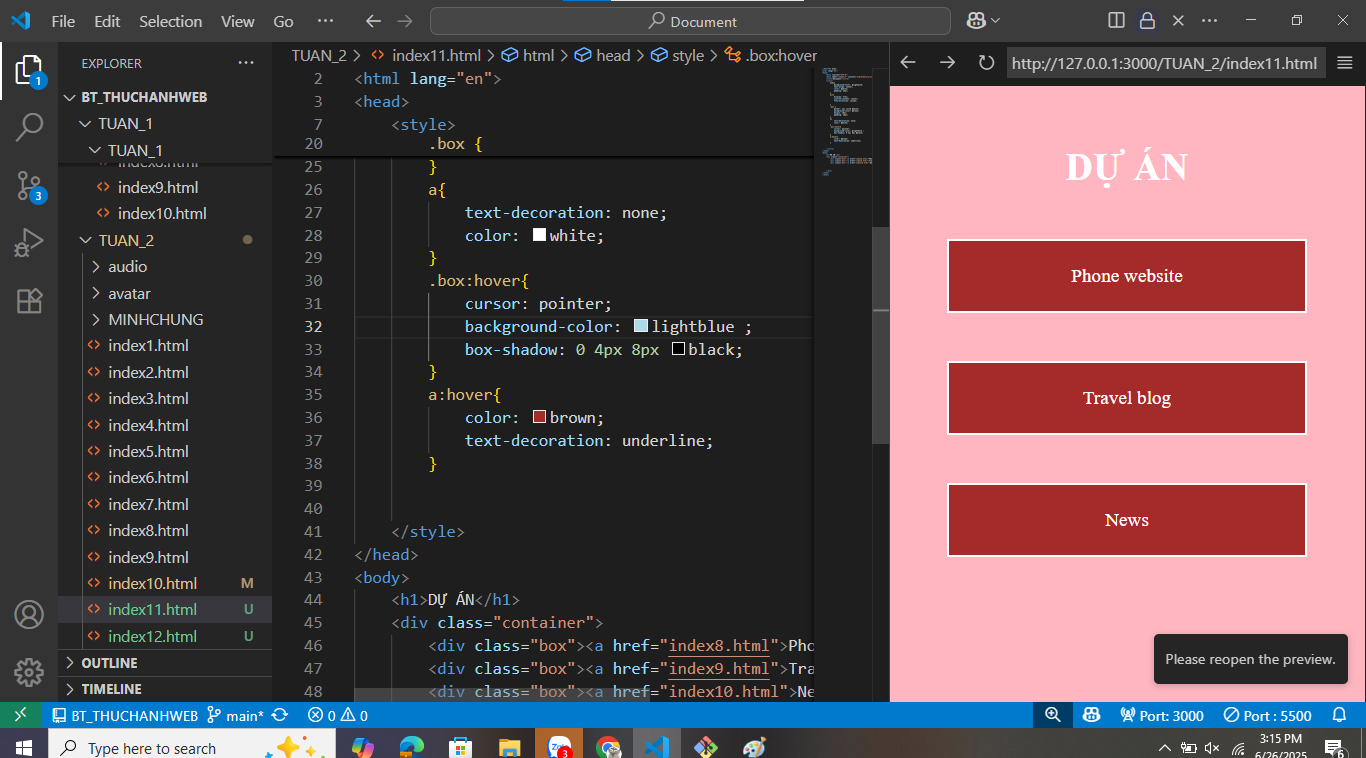 File Edit Selection View Go ··· Document
EXPLORER ···
BT_THUCHANHWEB
TUAN_1
TUAN_1
index8.html
index9.html
index10.html
TUAN_2
audio
avatar
MINHCHUNG
index1.html
index2.html
index3.html
index4.html
index5.html
index6.html
index7.html
index8.html
index9.html
index10.html M
index11.html U
index12.html U
OUTLINE
TIMELINE
1
3
TUAN_2 > index11.html > html > head > style > .box:hover
2 <html lang="en">
3 <head>
7 <style>
20 .box {
25 }
26 a{
27 text-decoration: none;
28 color: white;
29 }
30 .box:hover{
31 cursor: pointer;
32 background-color: lightblue ;
33 box-shadow: 0 4px 8px black;
34 }
35 a:hover{
36 color: brown;
37 text-decoration: underline;
38 }
39
40
41 </style>
42 </head>
43 <body>
44 <h1>DỰ ÁN</h1>
45 <div class="container">
46 <div class="box"><a href="index8.html">Pho
47 <div class="box"><a href="index9.html">Tra
48 <div class="box"><a href="index10.html">Ne
http://127.0.0.1:3000/TUAN_2/index11.html
DỰ ÁN
Phone website
Travel blog
News
Please reopen the preview.
BT_THUCHANHWEB main* 0 0 Port: 3000 Port : 5500
Type here to search
Zalo
3
3:15 PM
6/26/2025
6